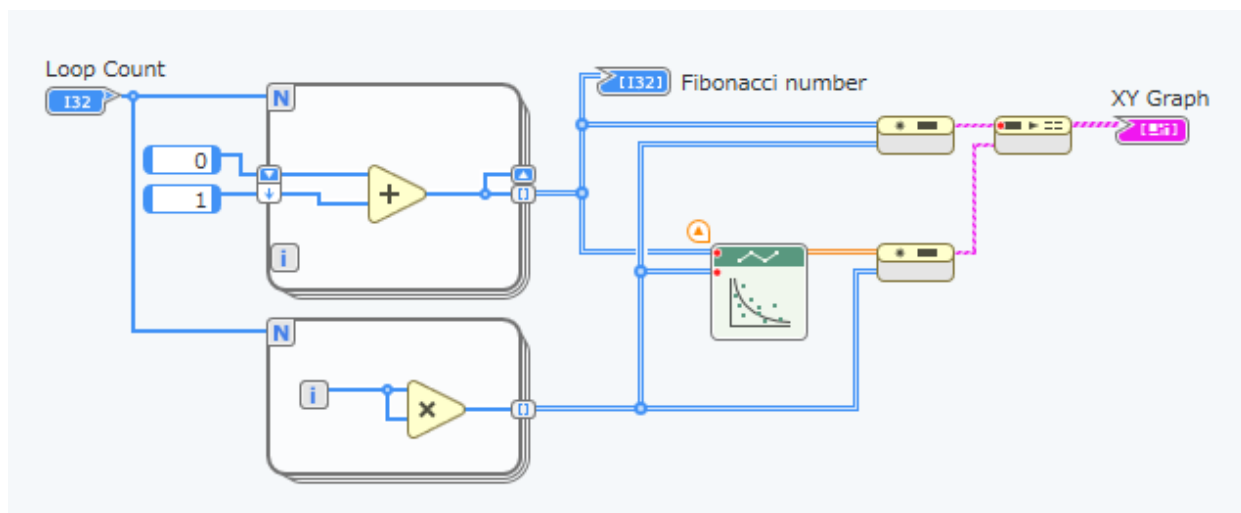 Loop Count
I32
N
0
1
+
i
[I32] Fibonacci number
XY Graph
[]
N
i
×
[]